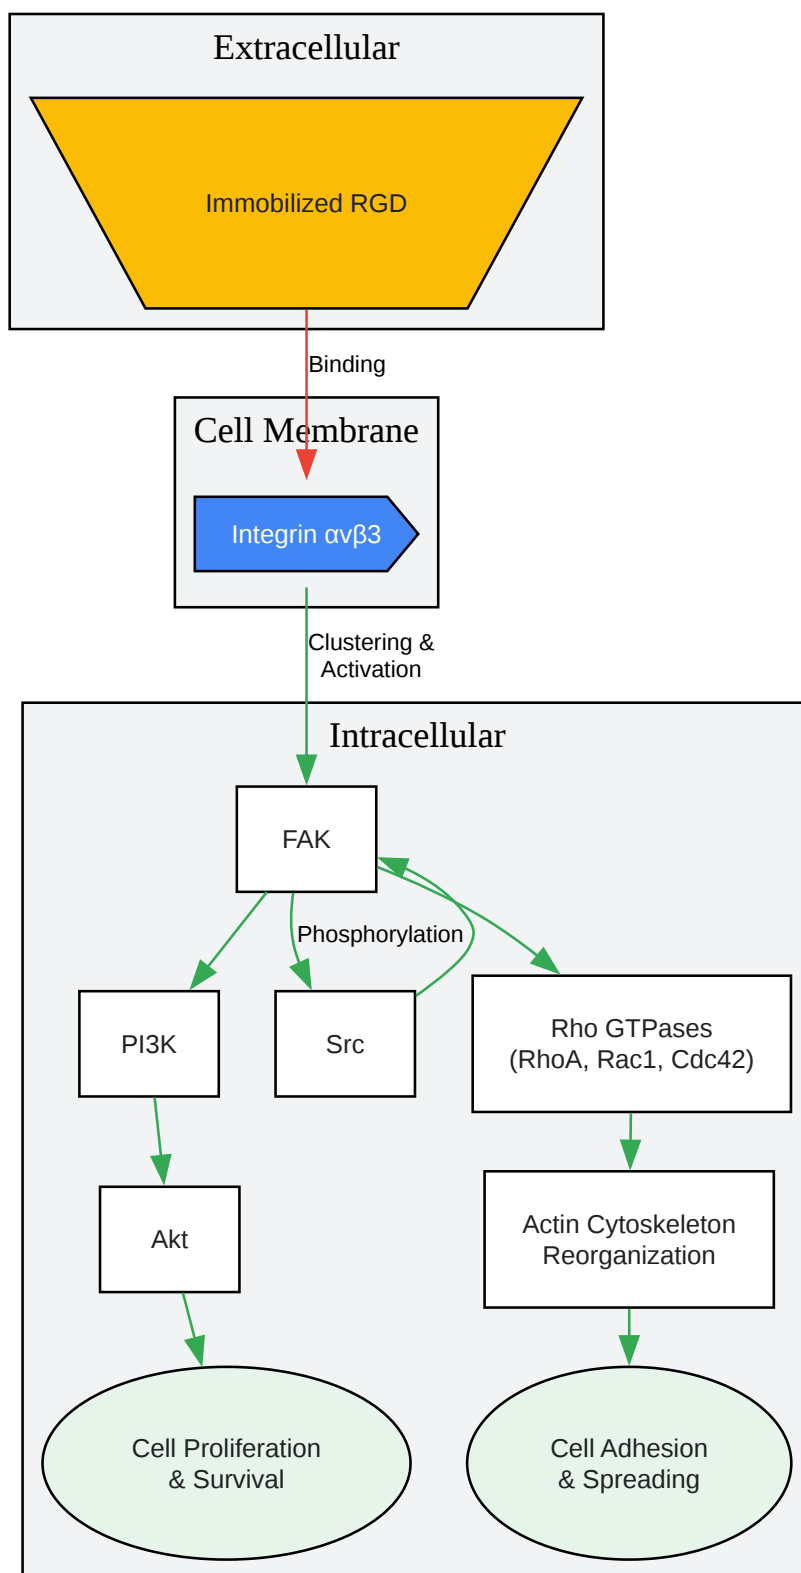 Extracellular
Immobilized RGD
Binding
Cell Membrane
Integrin αvβ3
Clustering &
Activation
Intracellular
FAK
Phosphorylation
PI3K
Src
Rho GTPases
(RhoA, Rac1, Cdc42)
Akt
Actin Cytoskeleton
Reorganization
Cell Proliferation
& Survival
Cell Adhesion
& Spreading